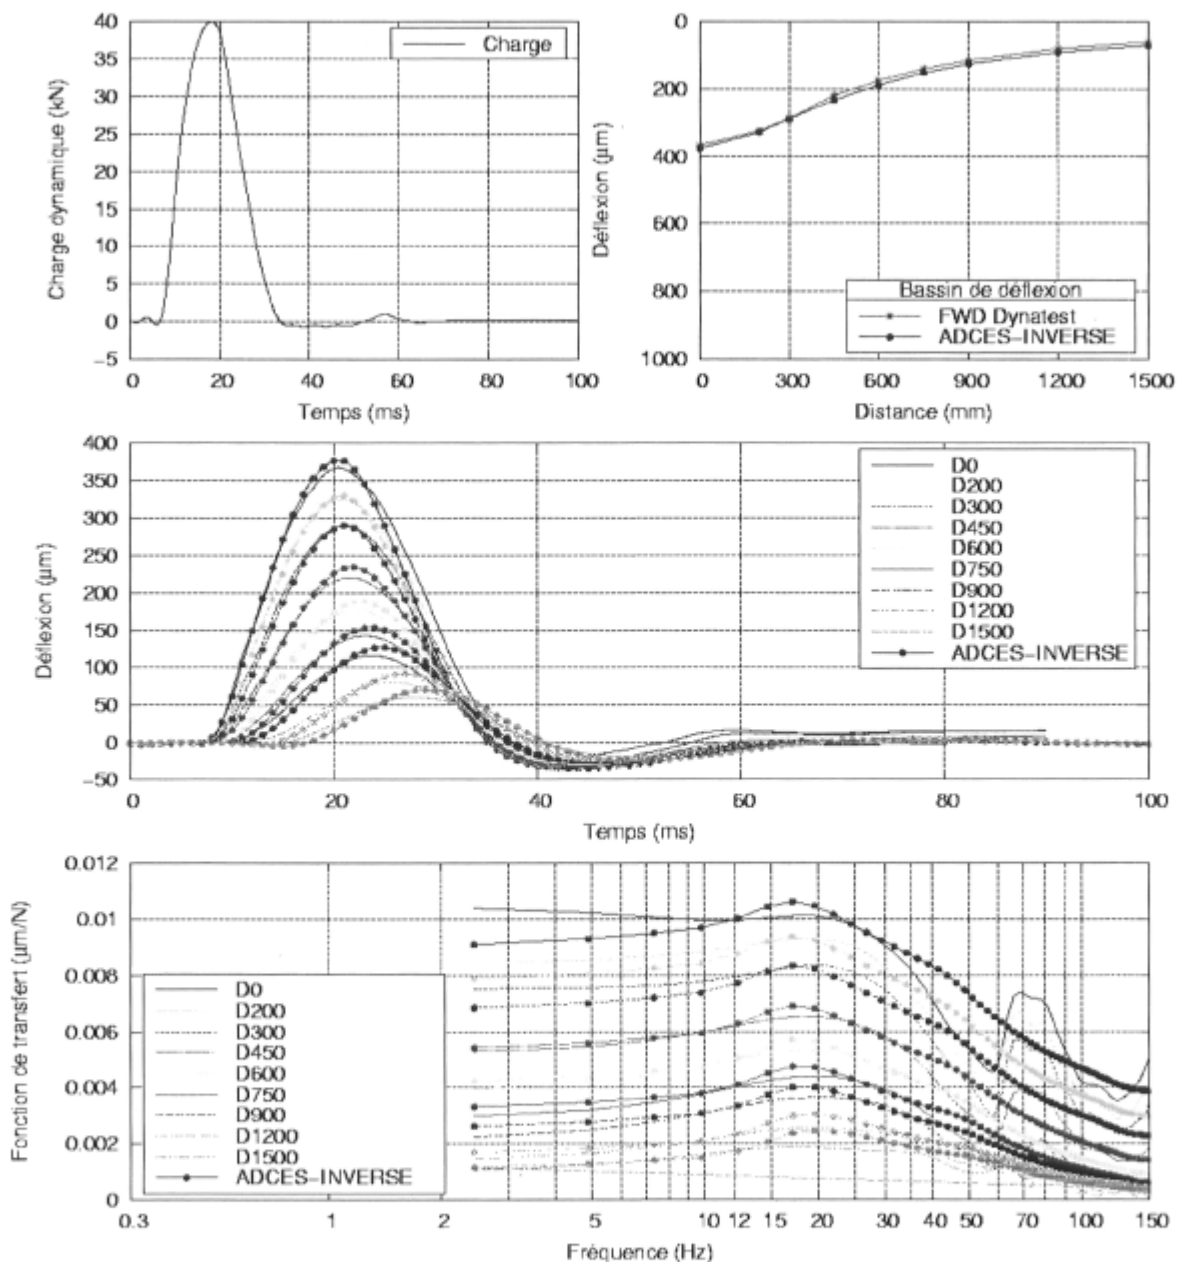 40
35
30
25
20
15
10
5
0
−5
Charge dynamique (kN)
Charge
0 20 40 60 80 100
Temps (ms)
0
200
400
600
800
1000
Déflexion (µm)
Bassin de déflexion
FWD Dynatest
ADCES−INVERSE
0 300 600 900 1200 1500
Distance (mm)
400
350
300
250
200
150
100
50
0
−50
Déflexion (µm)
D0
D200
D300
D450
D600
D750
D900
D1200
D1500
ADCES−INVERSE
0 20 40 60 80 100
Temps (ms)
0.012
0.01
0.008
0.006
0.004
0.002
0
Fonction de transfert (µm/N)
D0
D200
D300
D450
D600
D750
D900
D1200
D1500
ADCES−INVERSE
0.3 1 2 5 10 12 15 20 30 40 50 70 100 150
Fréquence (Hz)